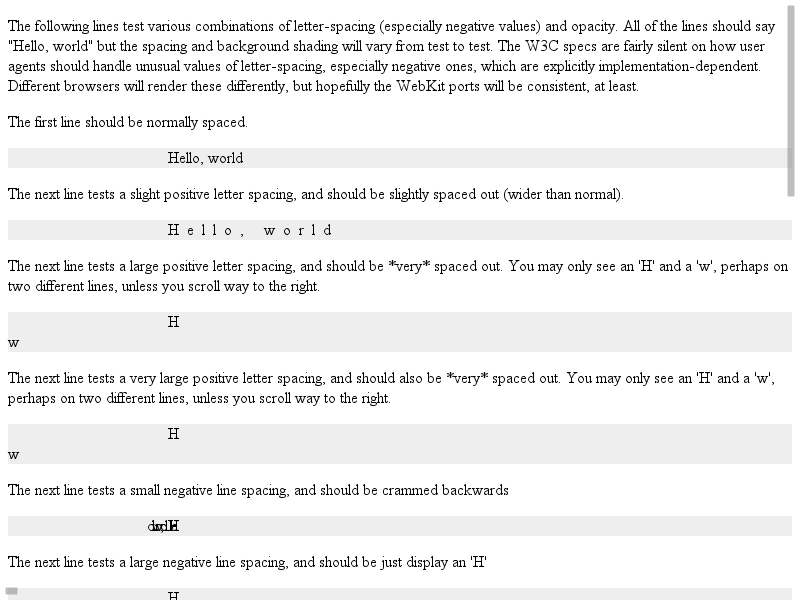 The following lines test various combinations of letter-spacing (especially negative values) and opacity. All of the lines should say
"Hello, world" but the spacing and background shading will vary from test to test. The W3C specs are fairly silent on how user
agents should handle unusual values of letter-spacing, especially negative ones, which are explicitly implementation-dependent.
Different browsers will render these differently, but hopefully the WebKit ports will be consistent, at least.
The first line should be normally spaced.
Hello, world
The next line tests a slight positive letter spacing, and should be slightly spaced out (wider than normal).
H e l l o ,  w o r l d
The next line tests a large positive letter spacing, and should be *very* spaced out. You may only see an 'H' and a 'w', perhaps on
two different lines, unless you scroll way to the right.
H
w
The next line tests a very large positive letter spacing, and should also be *very* spaced out. You may only see an 'H' and a 'w',
perhaps on two different lines, unless you scroll way to the right.
H
w
The next line tests a small negative line spacing, and should be crammed backwards
The next line tests a large negative line spacing, and should be just display an 'H'
H